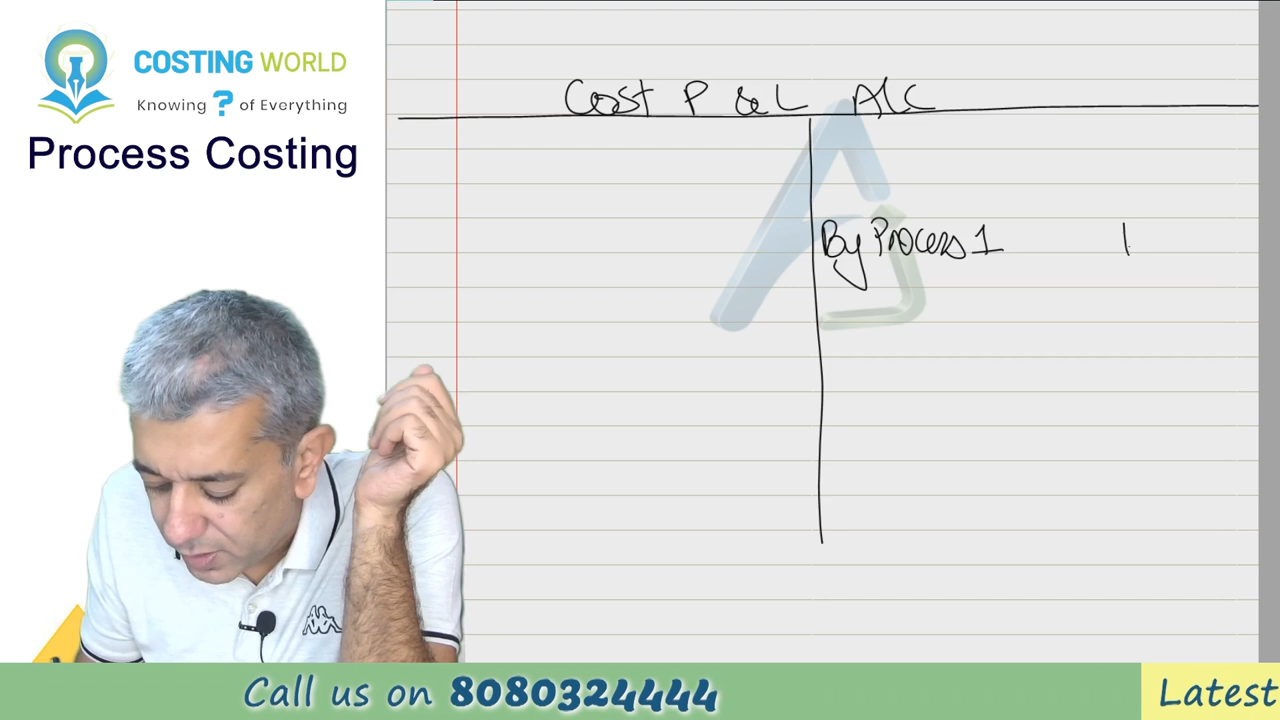 COSTING WORLD
Knowing ? of Everything
Process Costing
Cost P & L A/C
By Process 1
Call us on 8080324444
Latest